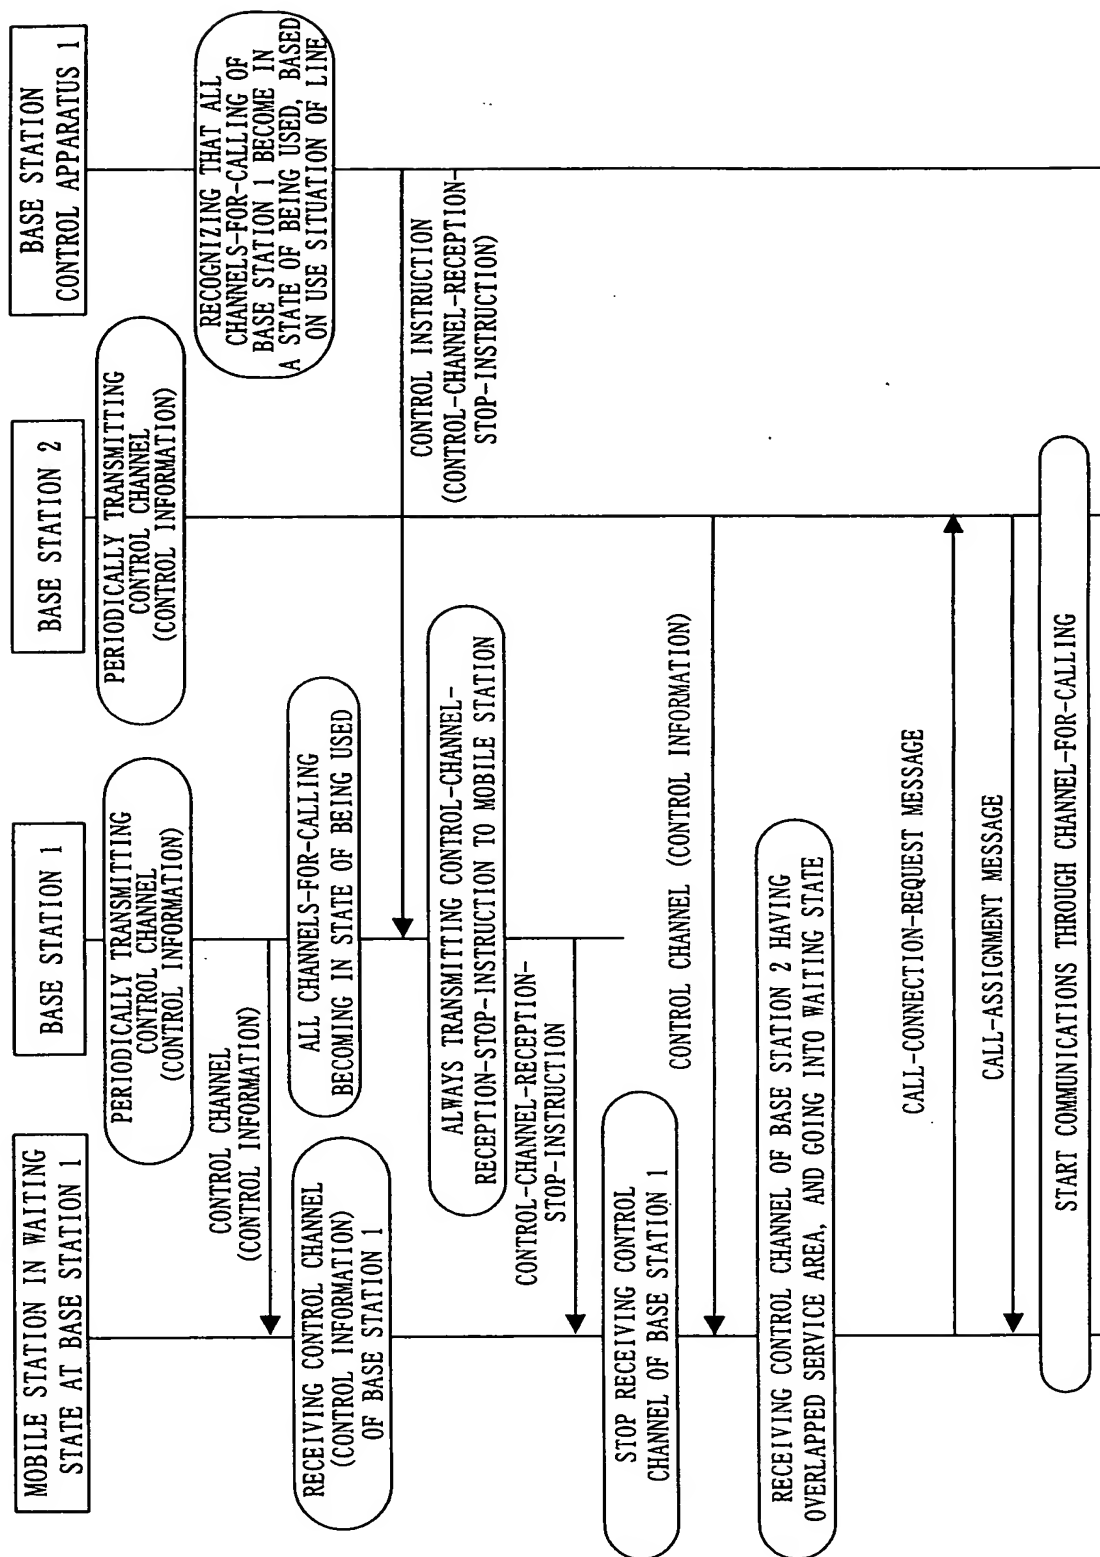 MOBILE STATION IN WAITING
STATE AT BASE STATION 1
BASE STATION 1
BASE STATION 2
BASE STATION
CONTROL APPARATUS 1
PERIODICALLY TRANSMITTING
CONTROL CHANNEL
(CONTROL INFORMATION)
PERIODICALLY TRANSMITTING
CONTROL CHANNEL
(CONTROL INFORMATION)
RECOGNIZING THAT ALL
CHANNELS-FOR-CALLING OF
BASE STATION 1 BECOME IN
A STATE OF BEING USED, BASED
ON USE SITUATION OF LINE
CONTROL CHANNEL
(CONTROL INFORMATION)
RECEIVING CONTROL CHANNEL
(CONTROL INFORMATION)
OF BASE STATION 1
ALL CHANNELS-FOR-CALLING
BECOMING IN STATE OF BEING USED
CONTROL INSTRUCTION
(CONTROL-CHANNEL-RECEPTION-
STOP-INSTRUCTION)
ALWAYS TRANSMITTING CONTROL-CHANNEL-
RECEPTION-STOP-INSTRUCTION TO MOBILE STATION
CONTROL-CHANNEL-RECEPTION-
STOP-INSTRUCTION
STOP RECEIVING CONTROL
CHANNEL OF BASE STATION 1
CONTROL CHANNEL (CONTROL INFORMATION)
RECEIVING CONTROL CHANNEL OF BASE STATION 2 HAVING
OVERLAPPED SERVICE AREA, AND GOING INTO WAITING STATE
CALL-CONNECTION-REQUEST MESSAGE
CALL-ASSIGNMENT MESSAGE
START COMMUNICATIONS THROUGH CHANNEL-FOR-CALLING